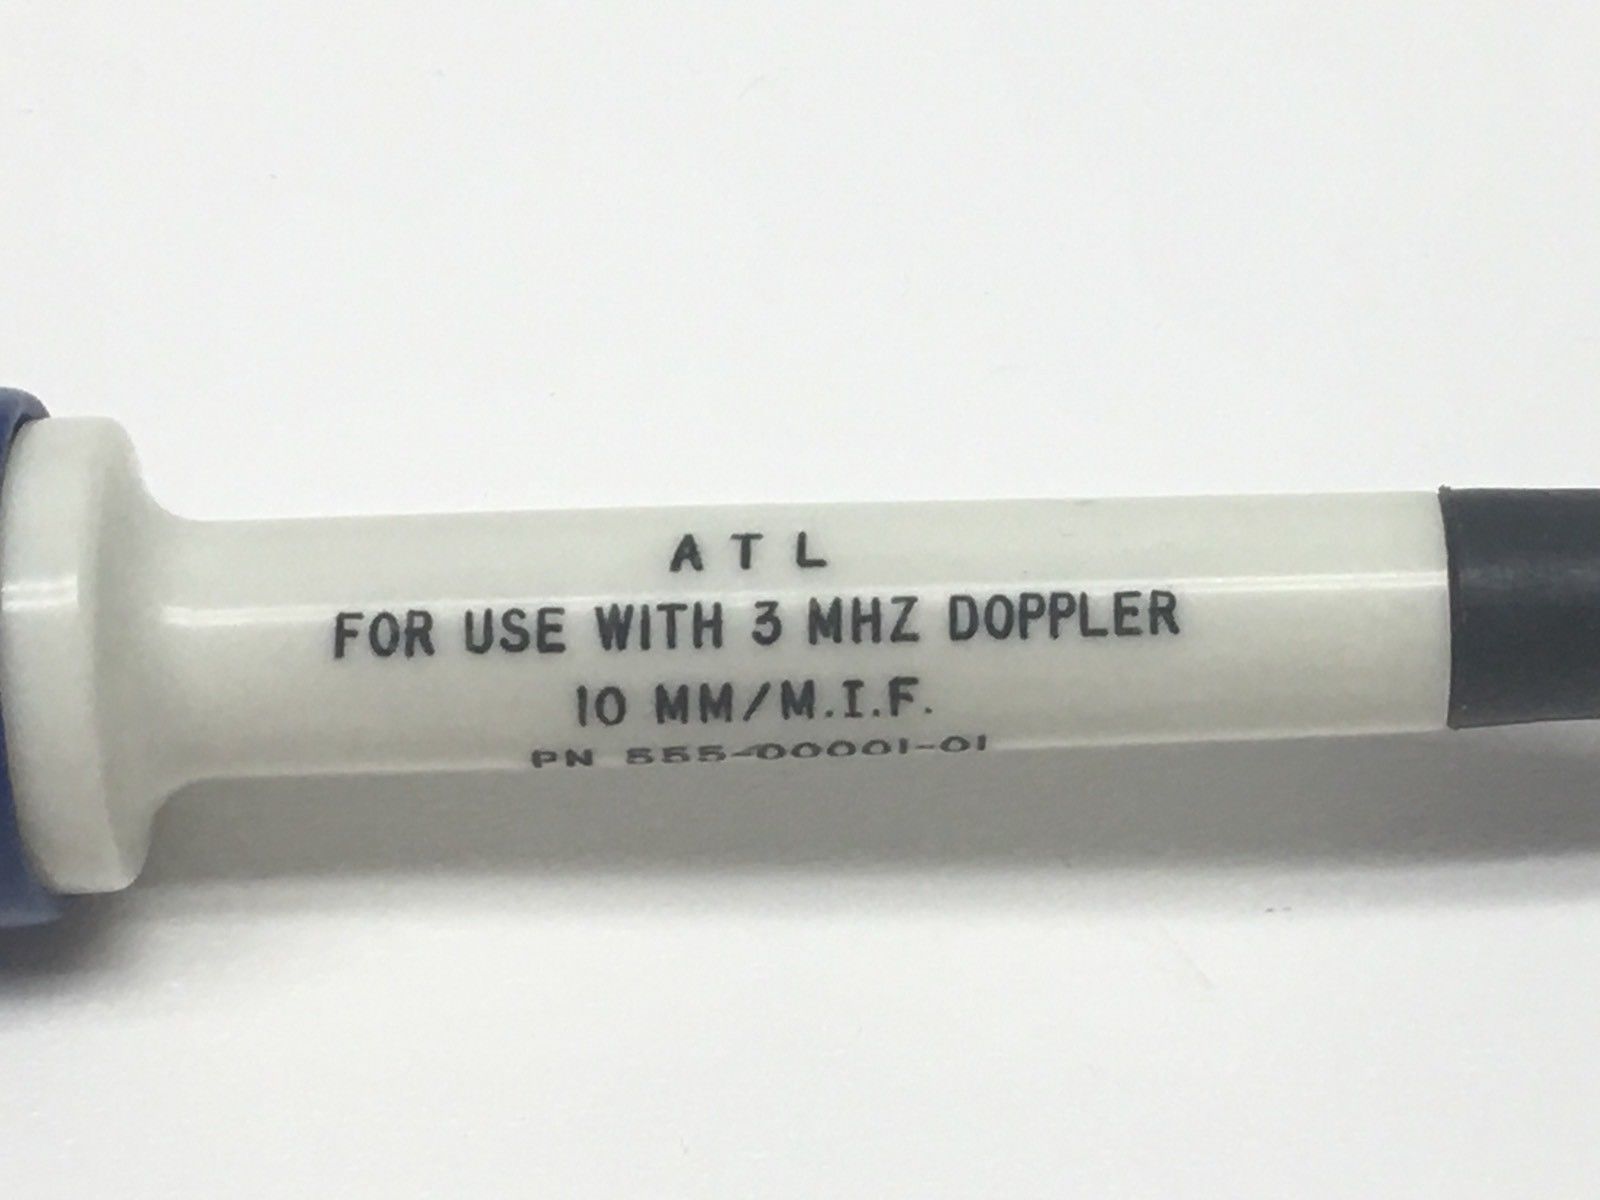 ATL
FOR USE WITH 3 MHZ DOPPLER
10 MM/M.I.F.
PN 555-00001-01